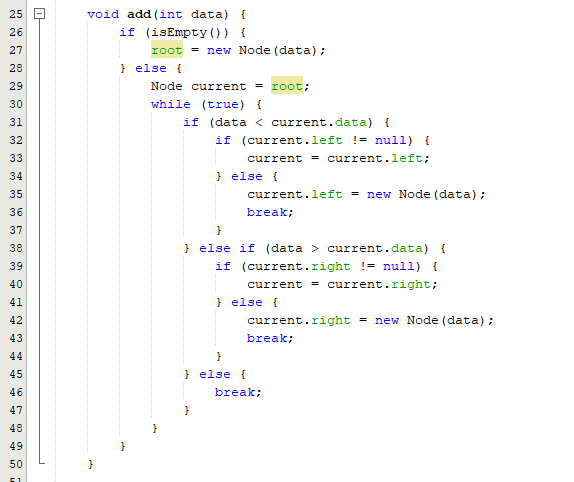 25 void add(int data) {
26 if (isEmpty()) {
27 root = new Node(data);
28 } else {
29 Node current = root;
30 while (true) {
31 if (data < current.data) {
32 if (current.left != null) {
33 current = current.left;
34 } else {
35 current.left = new Node(data);
36 break;
37 }
38 } else if (data > current.data) {
39 if (current.right != null) {
40 current = current.right;
41 } else {
42 current.right = new Node(data);
43 break;
44 }
45 } else {
46 break;
47 }
48 }
49 }
50 }
51